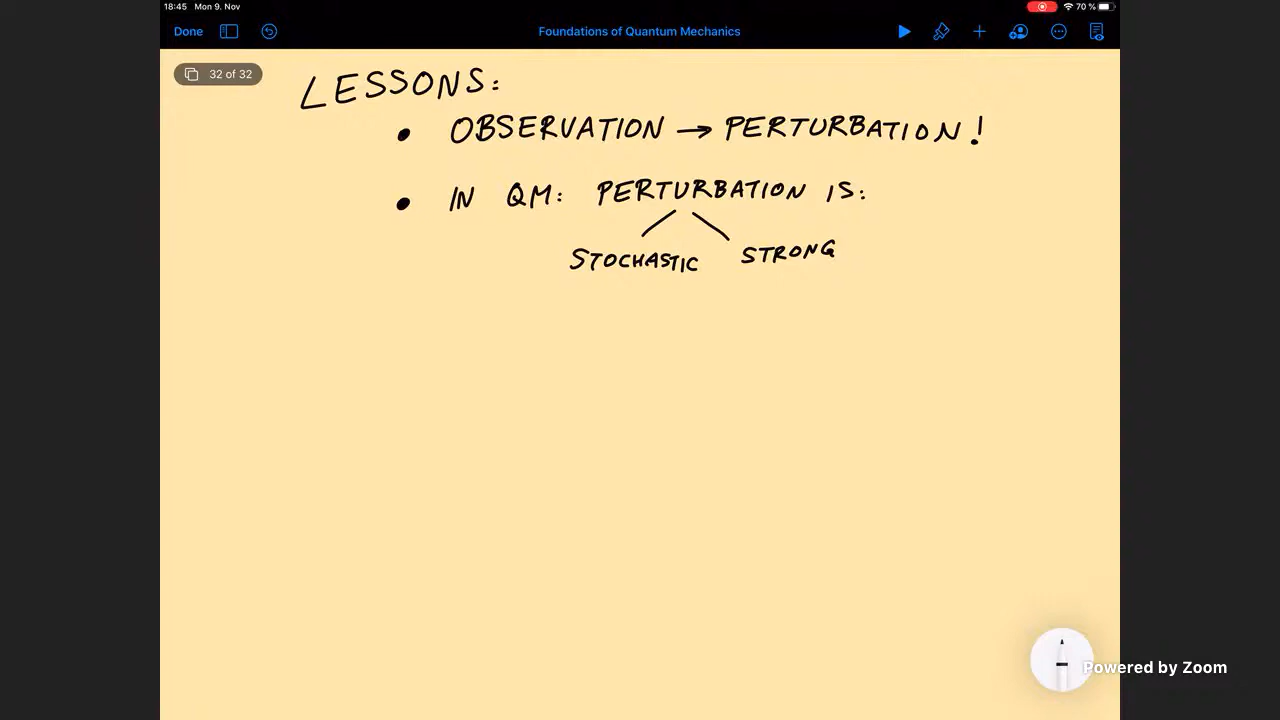 18:45 Mon 9. Nov 70 %
Done Foundations of Quantum Mechanics
32 of 32
LESSONS:
• OBSERVATION → PERTURBATION!
• IN QM: PERTURBATION IS:
STOCHASTIC STRONG
Powered by Zoom